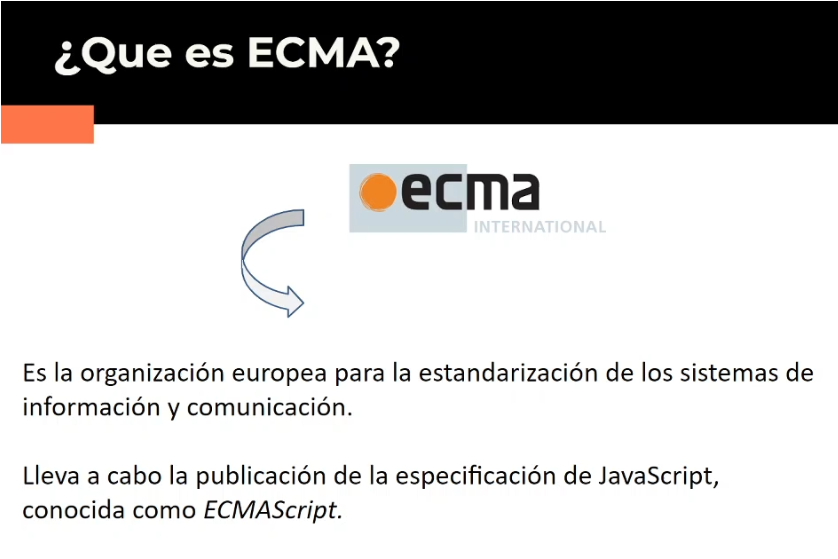 ¿Que es ECMA?
ecma
INTERNATIONAL
Es la organización europea para la estandarización de los sistemas de
información y comunicación.
Lleva a cabo la publicación de la especificación de JavaScript,
conocida como ECMAScript.